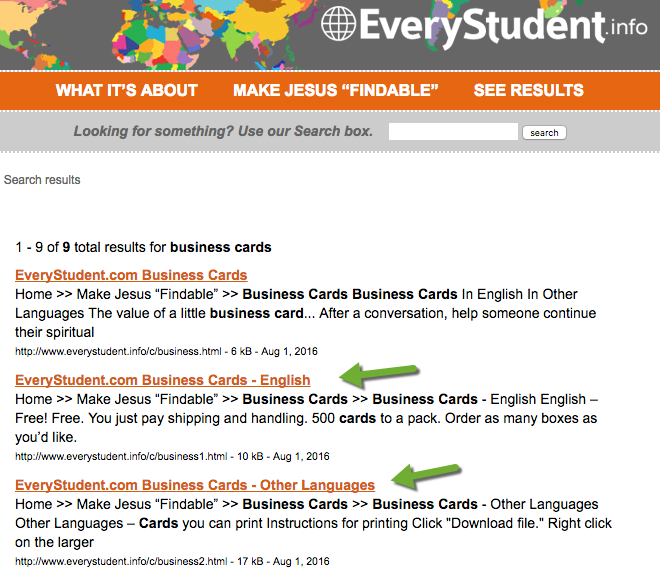 EveryStudent.info
WHAT IT'S ABOUT MAKE JESUS “FINDABLE” SEE RESULTS
Looking for something? Use our Search box. search
Search results
1 - 9 of 9 total results for business cards
EveryStudent.com Business Cards
Home >> Make Jesus “Findable” >> Business Cards Business Cards In English In Other
Languages The value of a little business card... After a conversation, help someone continue
their spiritual
http://www.everystudent.info/c/business.html - 6 kB - Aug 1, 2016
EveryStudent.com Business Cards - English
Home >> Make Jesus “Findable” >> Business Cards >> Business Cards - English English –
Free! Free. You just pay shipping and handling. 500 cards to a pack. Order as many boxes as
you’d like.
http://www.everystudent.info/c/business1.html - 10 kB - Aug 1, 2016
EveryStudent.com Business Cards - Other Languages
Home >> Make Jesus “Findable” >> Business Cards >> Business Cards - Other Languages
Other Languages – Cards you can print Instructions for printing Click "Download file." Right click
on the larger
http://www.everystudent.info/c/business2.html - 17 kB - Aug 1, 2016